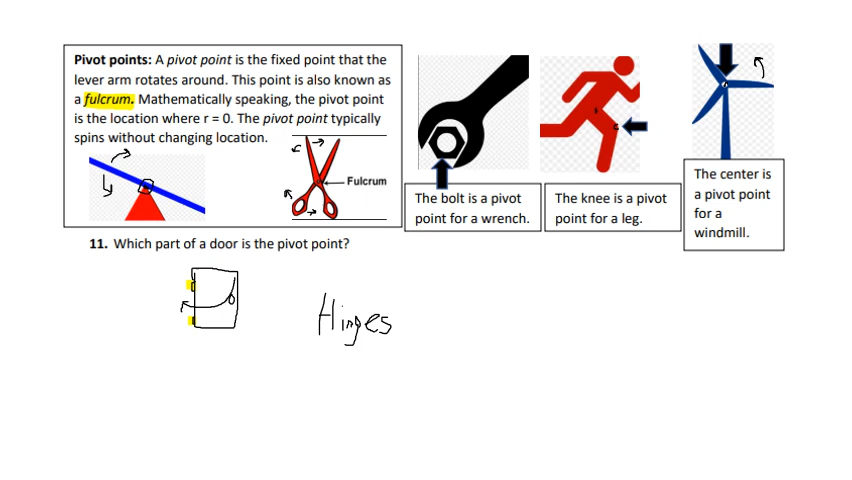 Pivot points: A pivot point is the fixed point that the
lever arm rotates around. This point is also known as
a fulcrum. Mathematically speaking, the pivot point
is the location where r = 0. The pivot point typically
spins without changing location.
Fulcrum
The bolt is a pivot
point for a wrench.
The knee is a pivot
point for a leg.
The center is
a pivot point
for a
windmill.
11. Which part of a door is the pivot point?
Hinges